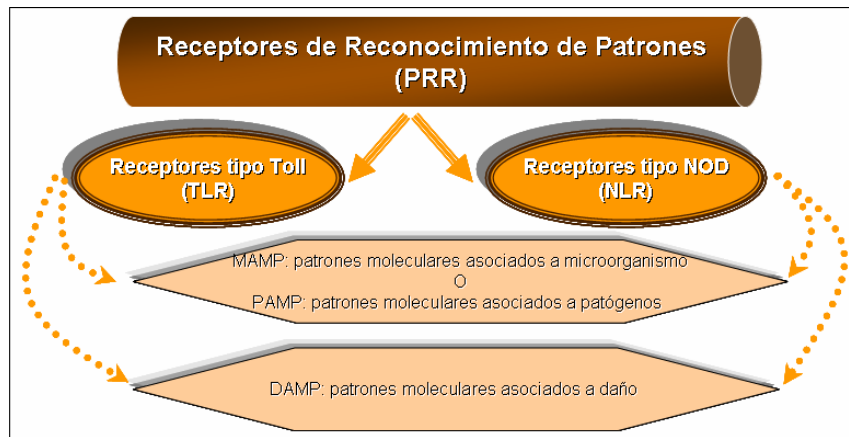 Receptores de Reconocimiento de Patrones
(PRR)
Receptores tipo Toll
(TLR)
Receptores tipo NOD
(NLR)
MAMP: patrones moleculares asociados a microorganismo
O
PAMP: patrones moleculares asociados a patógenos
DAMP: patrones moleculares asociados a daño